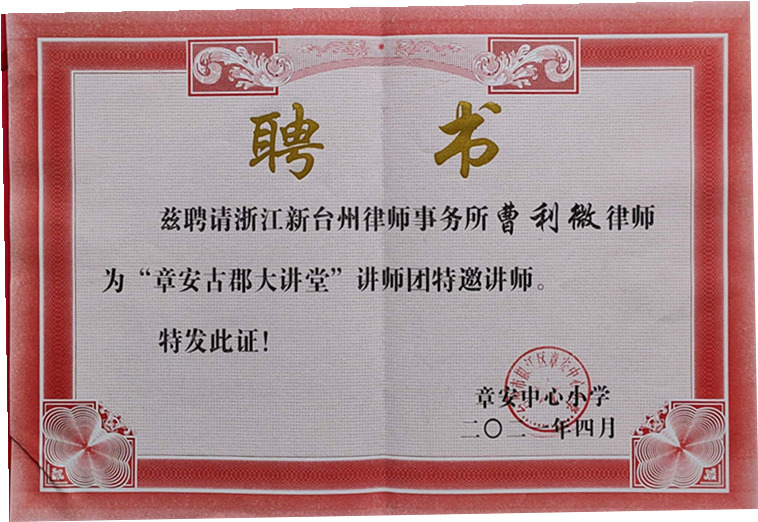 聘书
兹聘请浙江新台州律师事务所曹利微律师
为“章安古郡大讲堂”讲师团特邀讲师。
特发此证！
章安中心小学
二〇二一年四月